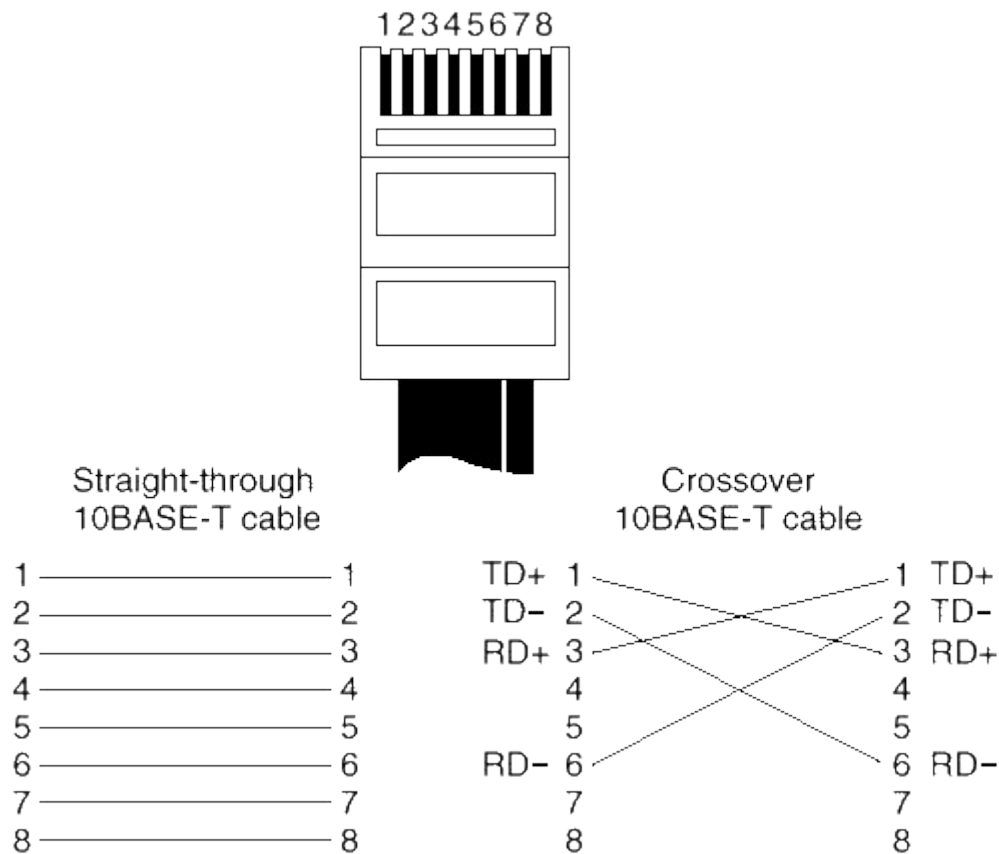 12345678
Straight-through
10BASE-T cable
Crossover
10BASE-T cable
1 1
2 2
3 3
4 4
5 5
6 6
7 7
8 8
TD+ 1 1 TD+
TD- 2 2 TD-
RD+ 3 3 RD+
4 4
5 5
RD- 6 6 RD-
7 7
8 8